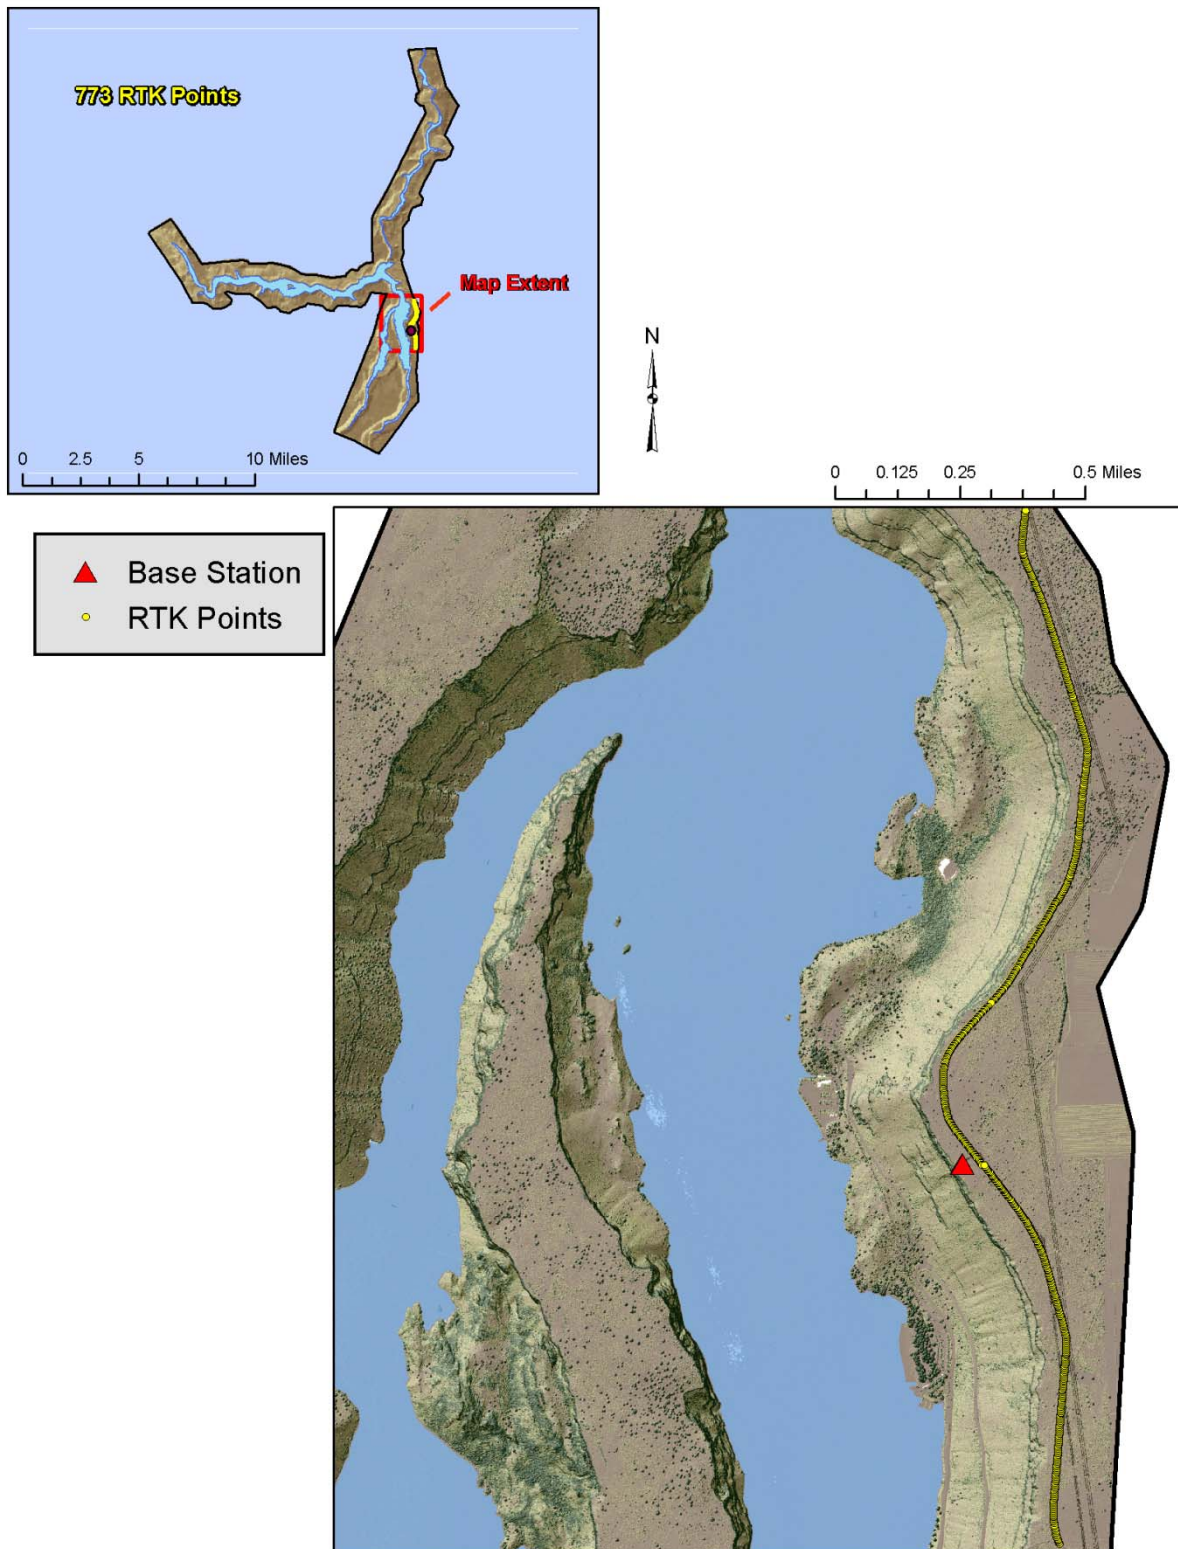 773 RTK Points
Map Extent
0 2.5 5 10 Miles
N
0 0.125 0.25 0.5 Miles
Base Station
RTK Points